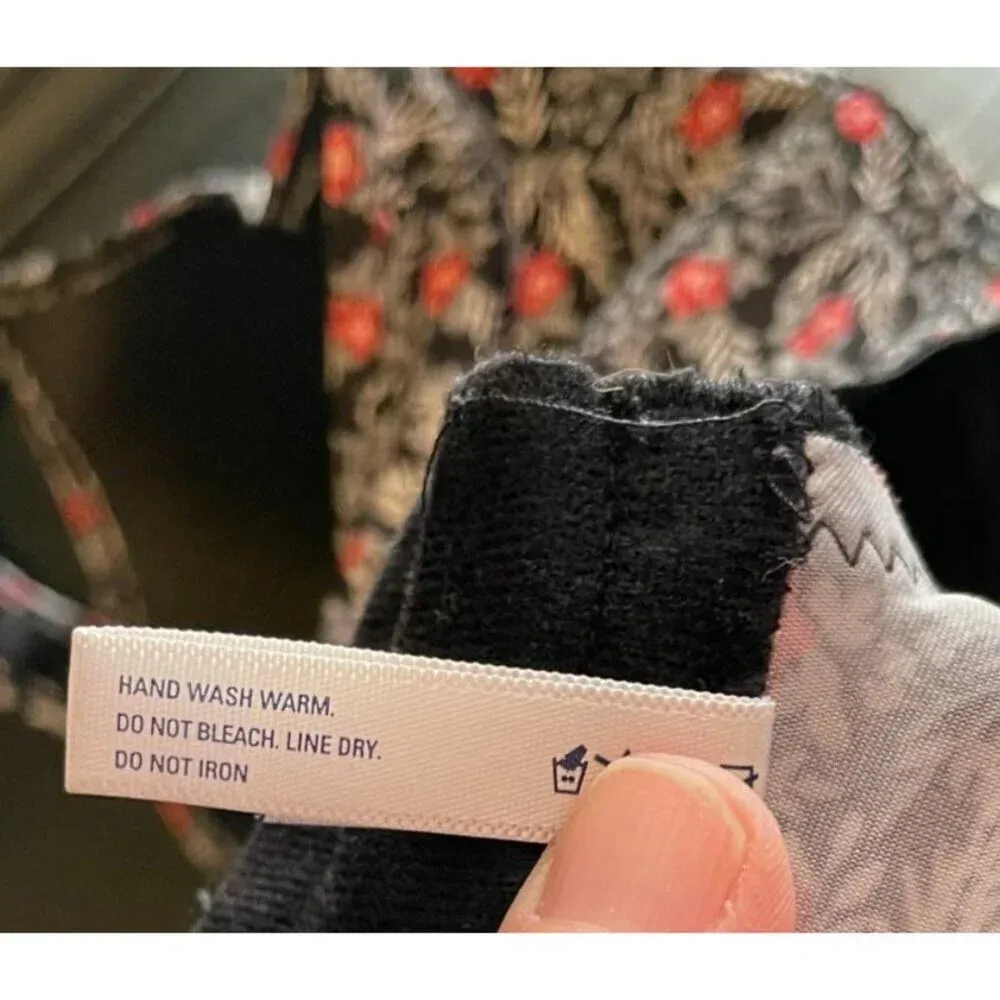 HAND WASH WARM.
DO NOT BLEACH. LINE DRY.
DO NOT IRON